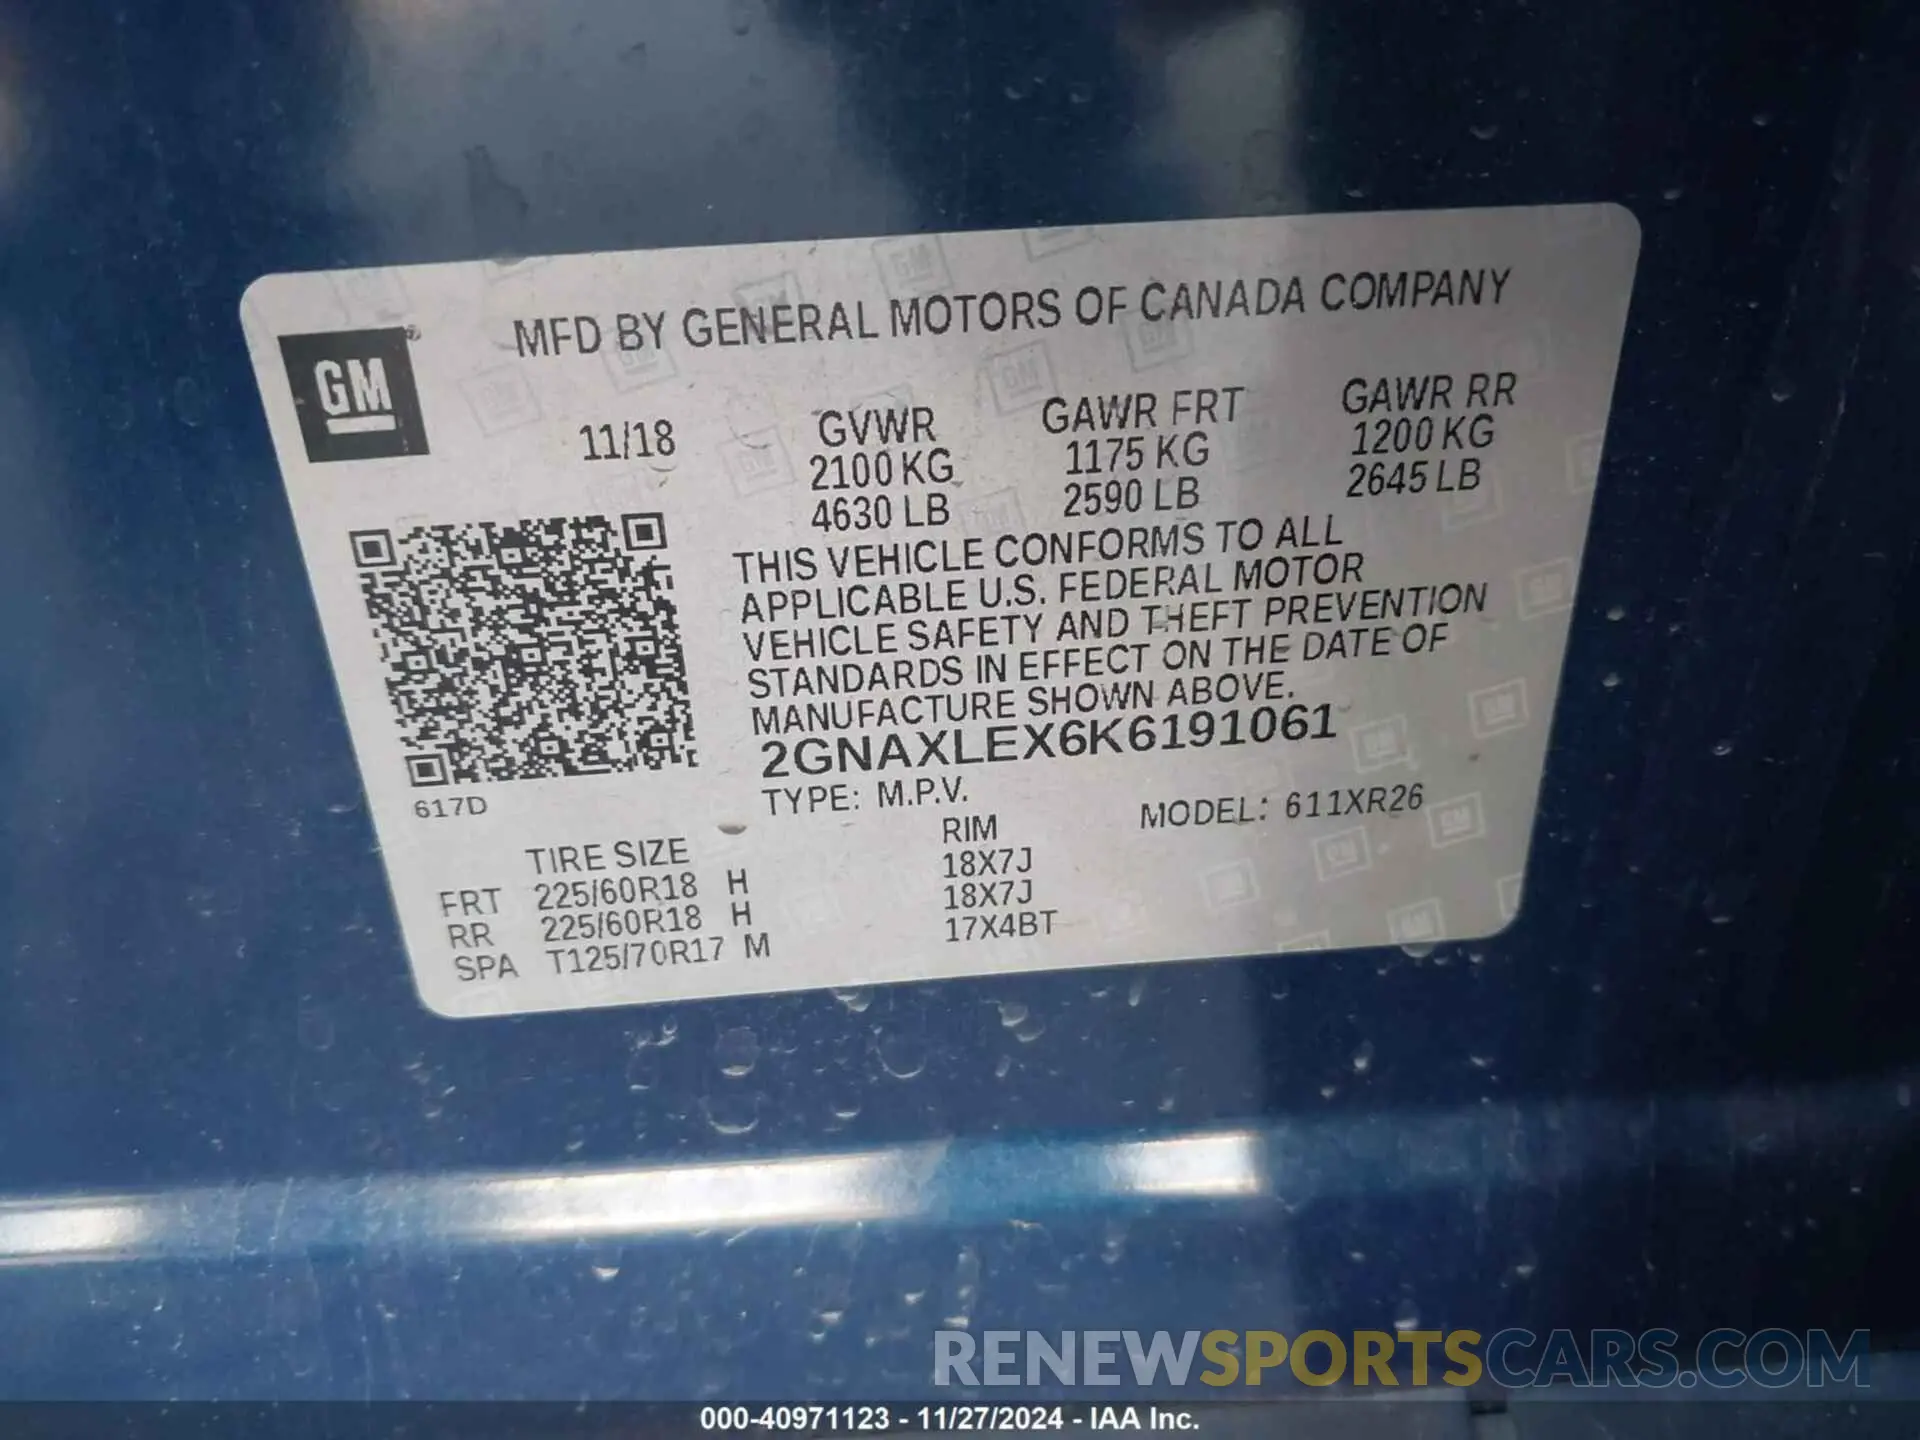 MFD BY GENERAL MOTORS OF CANADA COMPANY
GM®
11/18
GVWR
2100 KG
4630 LB
GAWR FRT
1175 KG
2590 LB
GAWR RR
1200 KG
2645 LB
THIS VEHICLE CONFORMS TO ALL
APPLICABLE U.S. FEDERAL MOTOR
VEHICLE SAFETY AND THEFT PREVENTION
STANDARDS IN EFFECT ON THE DATE OF
MANUFACTURE SHOWN ABOVE.
2GNAXLEX6K6191061
617D
TYPE: M.P.V.
MODEL: 611XR26
TIRE SIZE RIM
FRT 225/60R18 H 18X7J
RR 225/60R18 H 18X7J
SPA T125/70R17 M 17X4BT
RENEWSPORTSCARS.COM
000-40971123 - 11/27/2024 - IAA Inc.